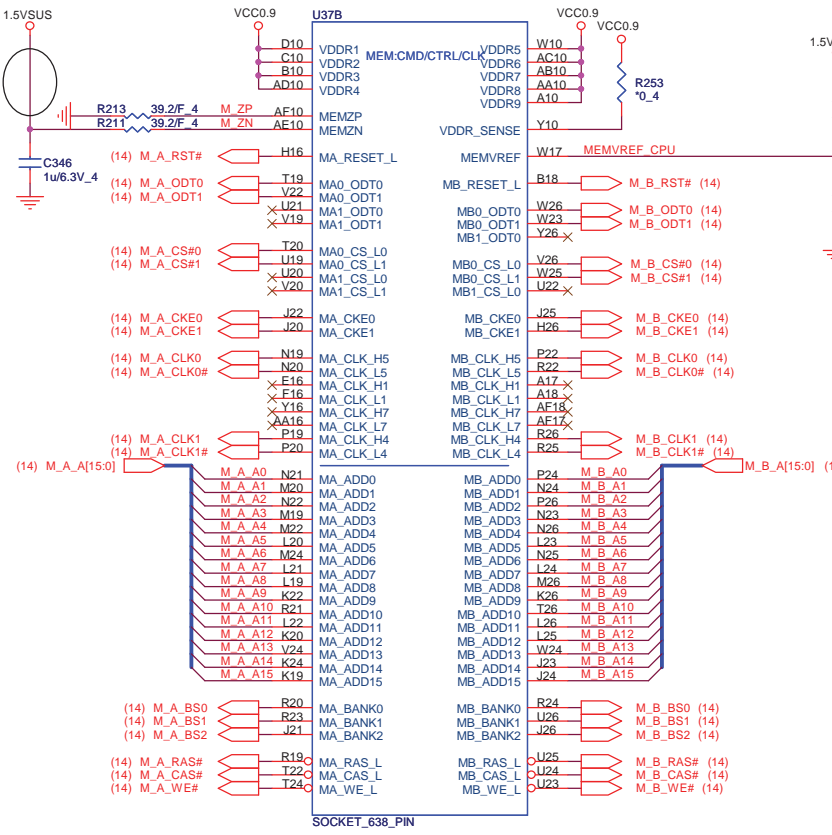 1.5VSUS VCC0.9 U37B VCC0.9
VCC0.9
1.5V
D10 VDDR1 MEM:CMD/CTRL/CLK VDDR5 W10
C10 VDDR2 VDDR6 AC10
B10 VDDR3 VDDR7 AB10
AD10 VDDR4 VDDR8 AA10
VDDR9 A10
R253
*0_4
R213 39.2/F_4 M_ZP AF10 MEMZP
R211 39.2/F_4 M_ZN AE10 MEMZN VDDR_SENSE Y10
C346
1u/6.3V_4
(14) M_A_RST# H16 MA_RESET_L MEMVREF W17 MEMVREF_CPU
(14) M_A_ODT0 T19 MA0_ODT0 MB_RESET_L B18 M_B_RST# (14)
(14) M_A_ODT1 V22 MA0_ODT1
U21 MA1_ODT0 MB0_ODT0 W26 M_B_ODT0 (14)
V19 MA1_ODT1 MB0_ODT1 W23 M_B_ODT1 (14)
MB1_ODT0 Y26
(14) M_A_CS#0 T20 MA0_CS_L0
(14) M_A_CS#1 U19 MA0_CS_L1 MB0_CS_L0 V26 M_B_CS#0 (14)
U20 MA1_CS_L0 MB0_CS_L1 W25 M_B_CS#1 (14)
V20 MA1_CS_L1 MB1_CS_L0 U22
(14) M_A_CKE0 J22 MA_CKE0 MB_CKE0 J25 M_B_CKE0 (14)
(14) M_A_CKE1 J20 MA_CKE1 MB_CKE1 H26 M_B_CKE1 (14)
(14) M_A_CLK0 N19 MA_CLK_H5 MB_CLK_H5 P22 M_B_CLK0 (14)
(14) M_A_CLK0# N20 MA_CLK_L5 MB_CLK_L5 R22 M_B_CLK0# (14)
E16 MA_CLK_H1 MB_CLK_H1 A17
F16 MA_CLK_L1 MB_CLK_L1 A18
Y16 MA_CLK_H7 MB_CLK_H7 AF18
AA16 MA_CLK_L7 MB_CLK_L7 AF17
(14) M_A_CLK1 P19 MA_CLK_H4 MB_CLK_H4 R26 M_B_CLK1 (14)
(14) M_A_CLK1# P20 MA_CLK_L4 MB_CLK_L4 R25 M_B_CLK1# (14)
(14) M_A_A[15:0] M_B_A[15:0]
M_A_A0 N21 MA_ADD0 MB_ADD0 P24 M_B_A0
M_A_A1 M20 MA_ADD1 MB_ADD1 N24 M_B_A1
M_A_A2 N22 MA_ADD2 MB_ADD2 P26 M_B_A2
M_A_A3 M19 MA_ADD3 MB_ADD3 N23 M_B_A3
M_A_A4 M22 MA_ADD4 MB_ADD4 N26 M_B_A4
M_A_A5 L20 MA_ADD5 MB_ADD5 L23 M_B_A5
M_A_A6 M24 MA_ADD6 MB_ADD6 N25 M_B_A6
M_A_A7 L21 MA_ADD7 MB_ADD7 L24 M_B_A7
M_A_A8 L19 MA_ADD8 MB_ADD8 M26 M_B_A8
M_A_A9 K22 MA_ADD9 MB_ADD9 K26 M_B_A9
M_A_A10 R21 MA_ADD10 MB_ADD10 T26 M_B_A10
M_A_A11 L22 MA_ADD11 MB_ADD11 L26 M_B_A11
M_A_A12 K20 MA_ADD12 MB_ADD12 L25 M_B_A12
M_A_A13 V24 MA_ADD13 MB_ADD13 W24 M_B_A13
M_A_A14 K24 MA_ADD14 MB_ADD14 J23 M_B_A14
M_A_A15 K19 MA_ADD15 MB_ADD15 J24 M_B_A15
(14) M_A_BS0 R20 MA_BANK0 MB_BANK0 R24 M_B_BS0 (14)
(14) M_A_BS1 R23 MA_BANK1 MB_BANK1 U26 M_B_BS1 (14)
(14) M_A_BS2 J21 MA_BANK2 MB_BANK2 J26 M_B_BS2 (14)
(14) M_A_RAS# R19 MA_RAS_L MB_RAS_L U25 M_B_RAS# (14)
(14) M_A_CAS# T22 MA_CAS_L MB_CAS_L U24 M_B_CAS# (14)
(14) M_A_WE# T24 MA_WE_L MB_WE_L U23 M_B_WE# (14)
SOCKET_638_PIN